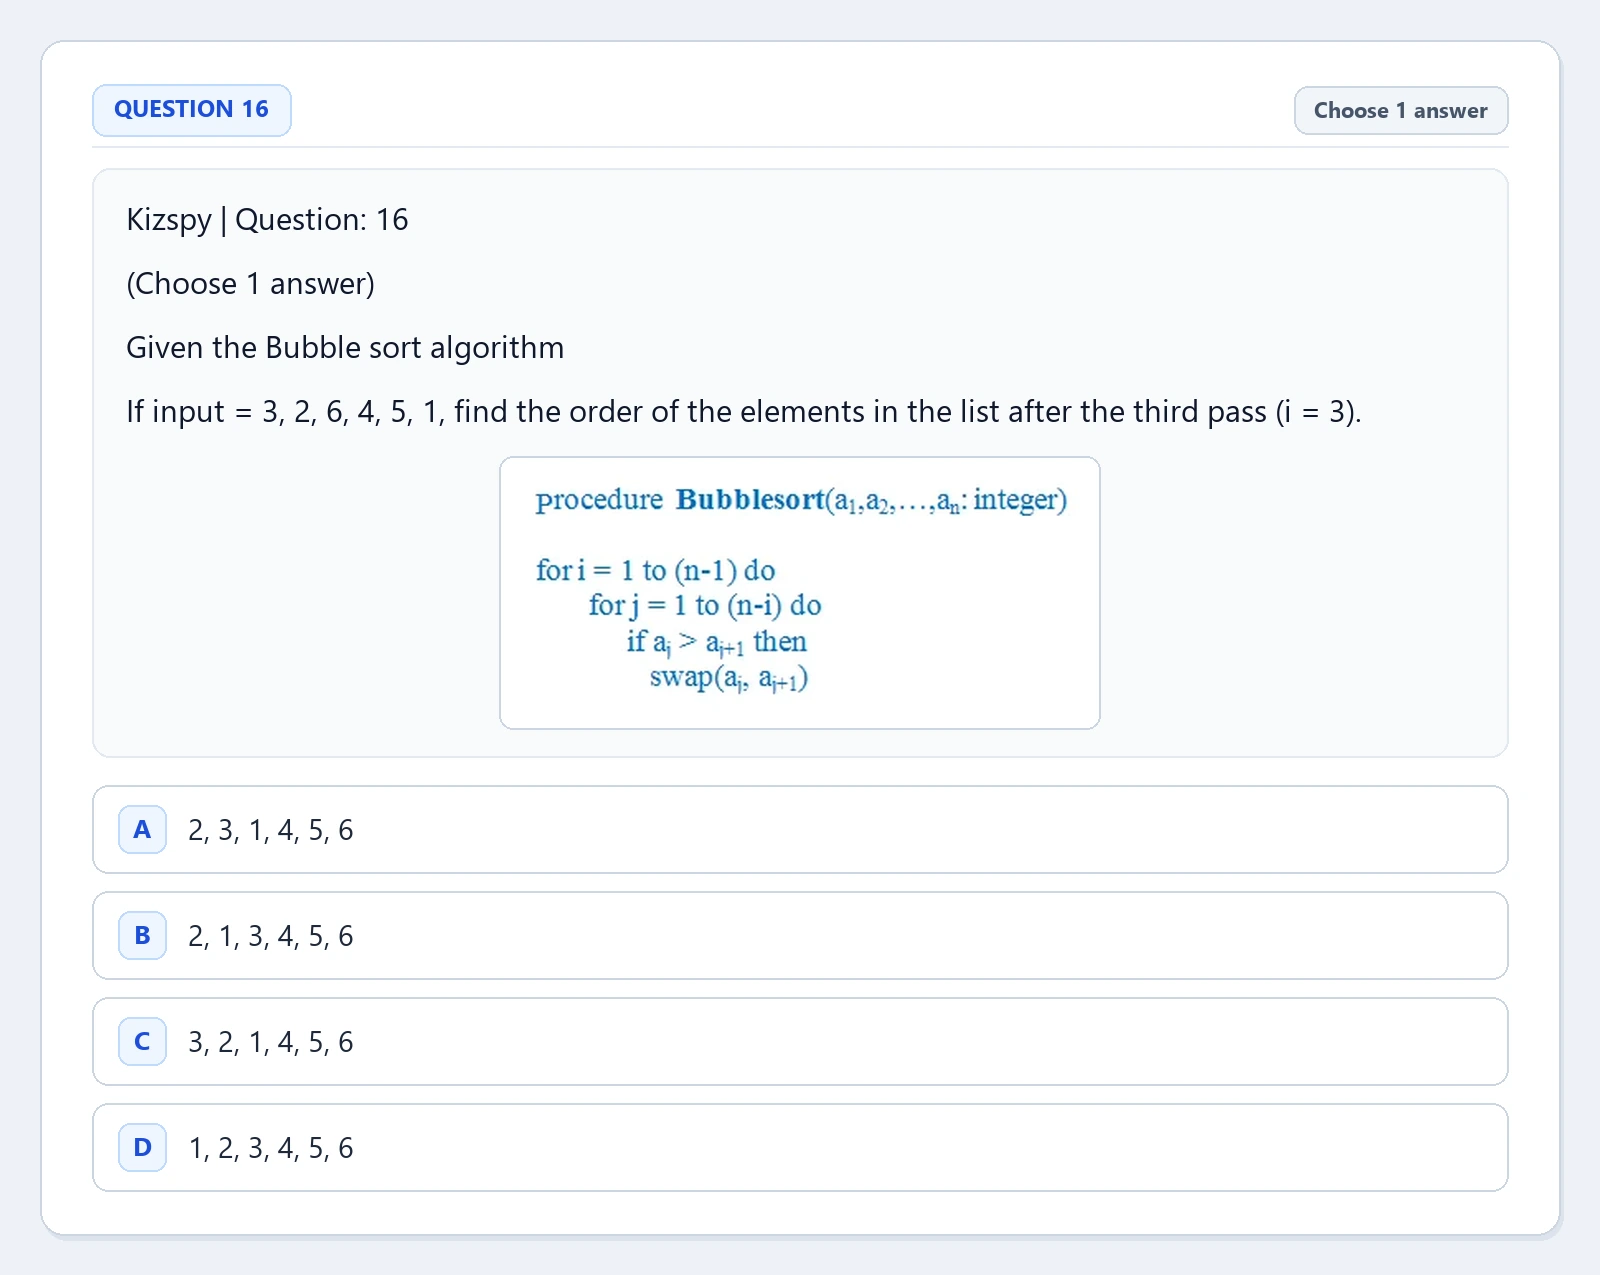 QUESTION 16
Choose 1 answer
Kizspy | Question: 16
(Choose 1 answer)
Given the Bubble sort algorithm
If input = 3, 2, 6, 4, 5, 1, find the order of the elements in the list after the third pass (i = 3).
procedure Bubblesort(a₁,a₂,…,aₙ: integer)
for i = 1 to (n-1) do
for j = 1 to (n-i) do
if aⱼ > aⱼ₊₁ then
swap(aⱼ, aⱼ₊₁)
A 2, 3, 1, 4, 5, 6
B 2, 1, 3, 4, 5, 6
C 3, 2, 1, 4, 5, 6
D 1, 2, 3, 4, 5, 6